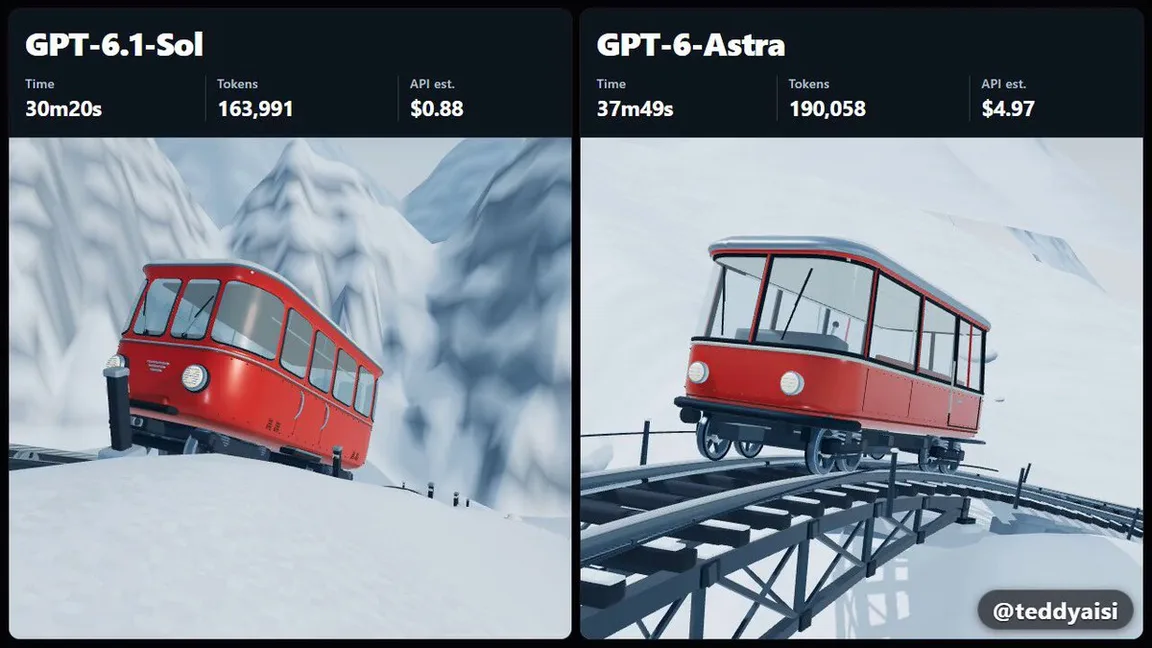 GPT-6.1-Sol
Time Tokens API est.
30m20s 163,991 $0.88
GPT-6-Astra
Time Tokens API est.
37m49s 190,058 $4.97
@teddyaisi